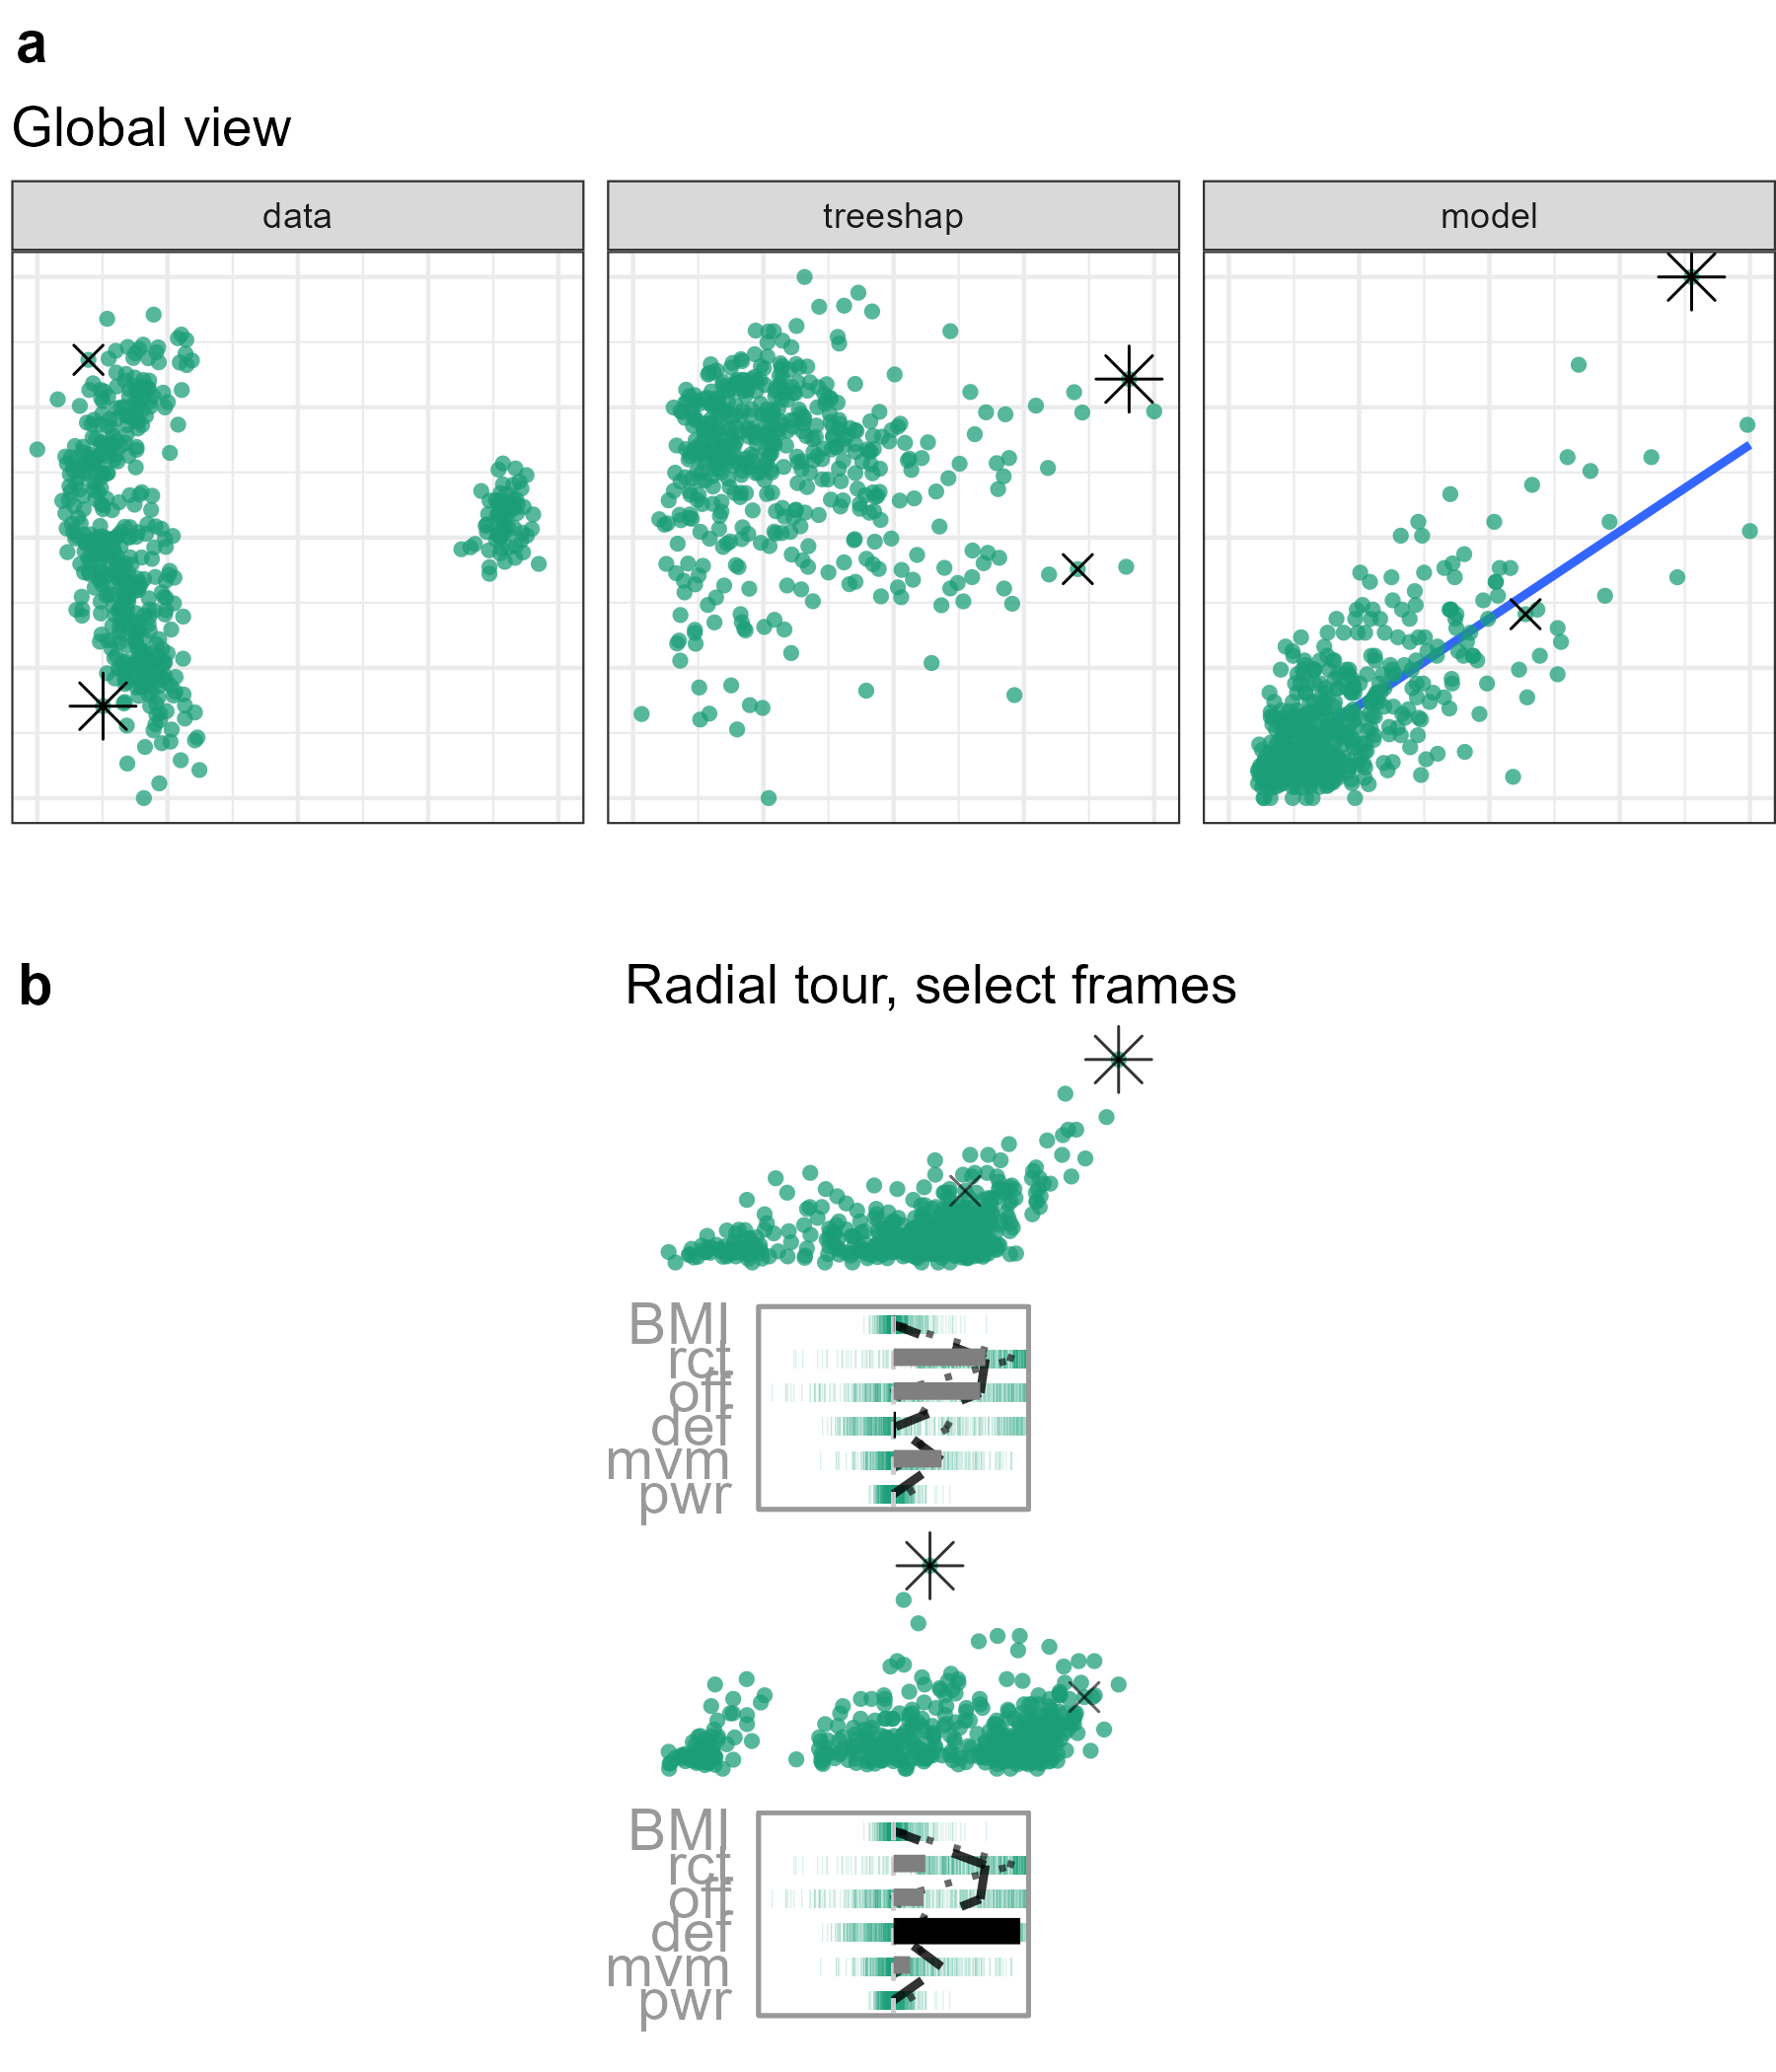 a
Global view
data treeshap model
b
Radial tour, select frames
BMI
rct
off
def
mvm
pwr
BMI
rct
off
def
mvm
pwr